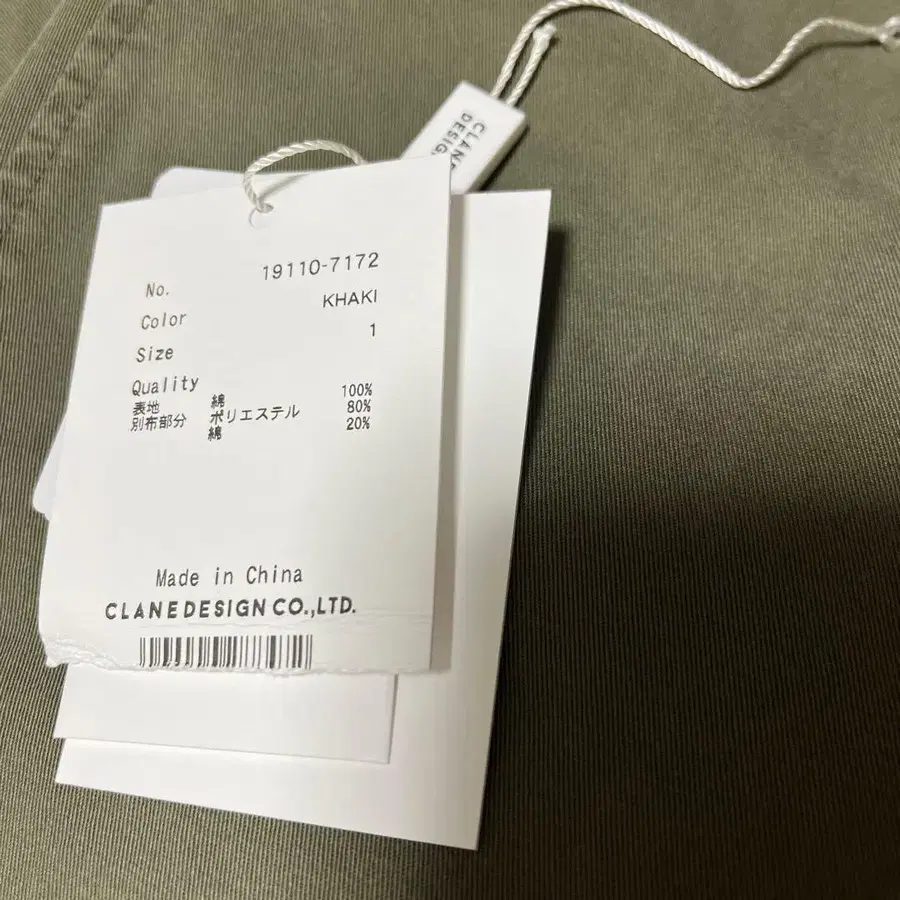 CLANE
DESIGN
No. 19110-7172
Color KHAKI
Size 1
Quality
表地 綿 100%
別布部分 ポリエステル 80%
綿 20%
Made in China
CLANE DESIGN CO.,LTD.